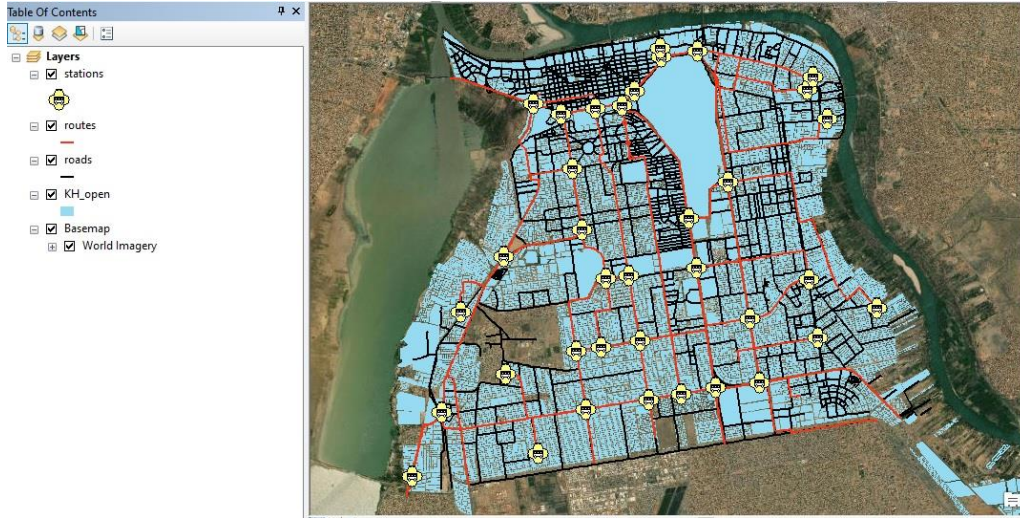 Table Of Contents
Layers
stations
routes
roads
KH_open
Basemap
World Imagery